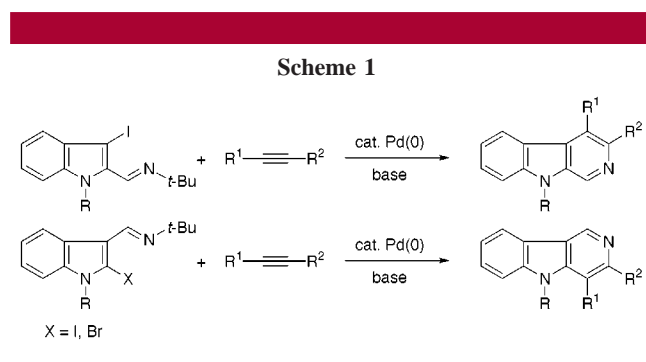 Scheme 1
I
N
R
N
t-Bu
+
R¹
R²
cat. Pd(0)
base
R¹
R²
N
N
R
N
t-Bu
X
N
R
+
R¹
R²
cat. Pd(0)
base
N
R²
R¹
N
R
X = I, Br